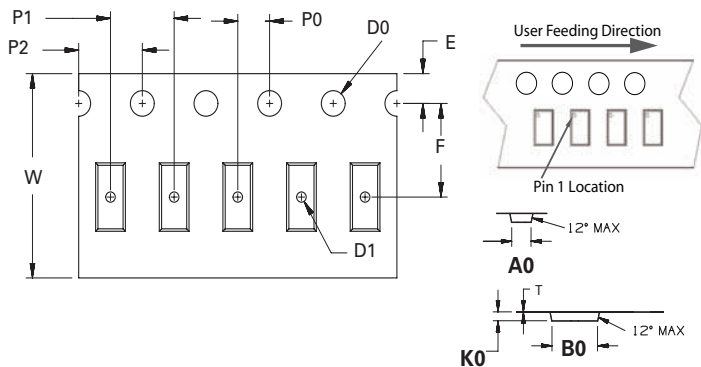 P1
P0
P2
D0
E
User Feeding Direction
W
F
Pin 1 Location
D1
12° MAX
A0
T
12° MAX
K0
B0